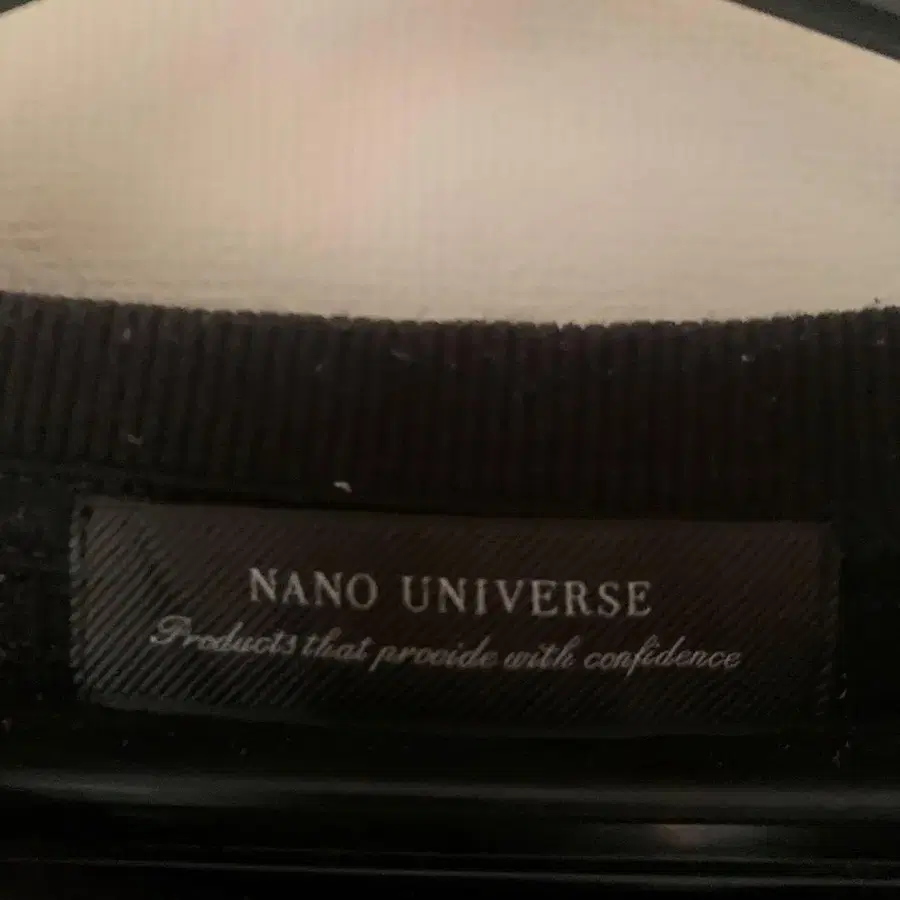 NANO UNIVERSE
Products that provide with confidence